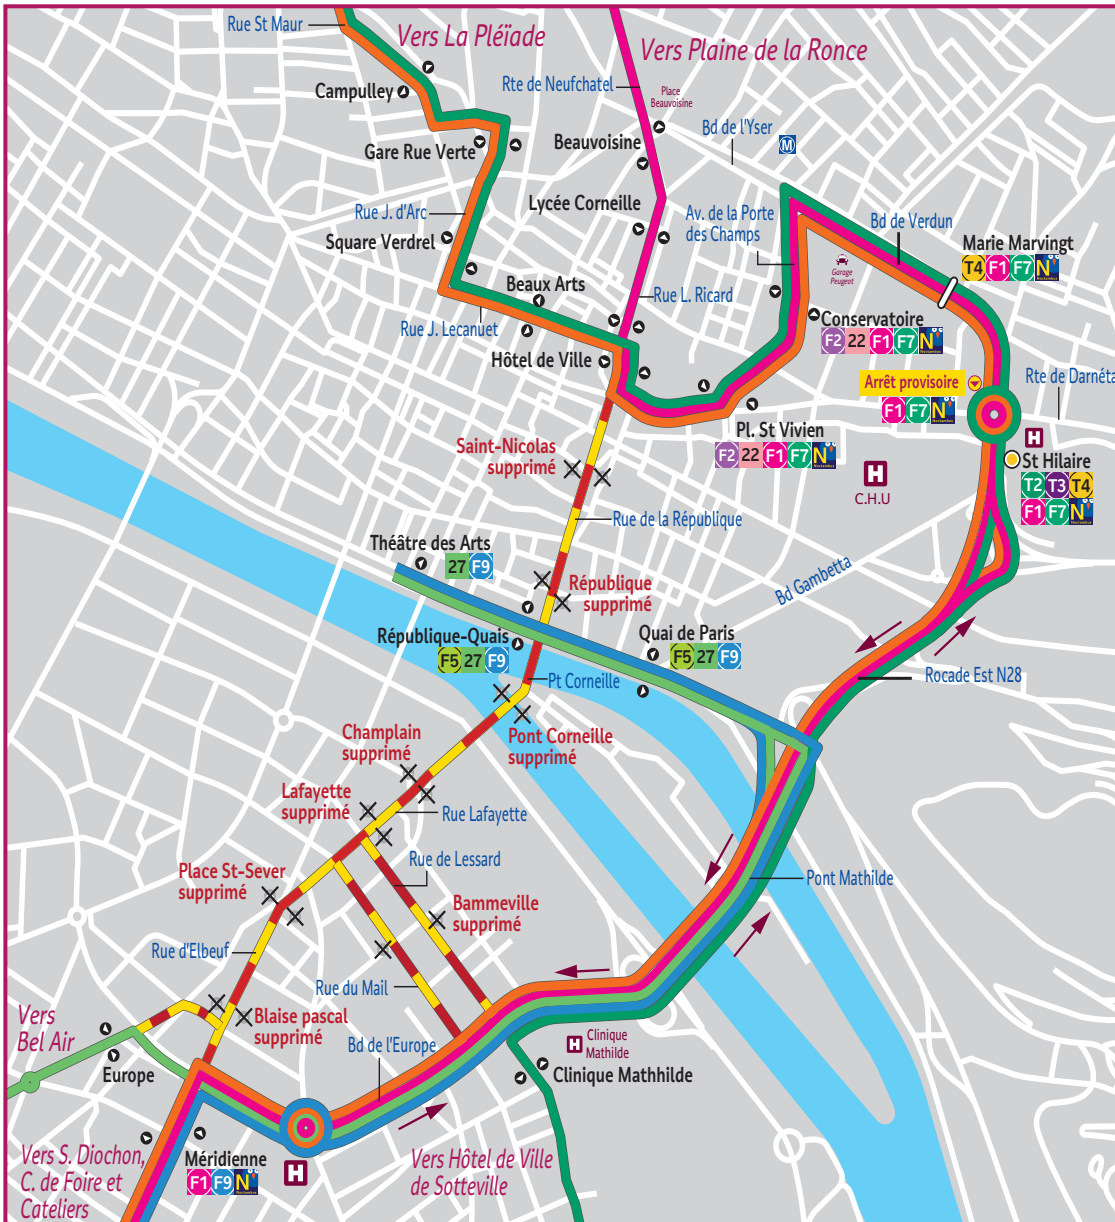 Rue St Maur
Vers La Pléïade
Vers Plaine de la Ronce
Campulley
Rte de Neufchatel
Place
Beauvoisine
Gare Rue Verte
Beauvoisine
Bd de l'Yser
M
Rue J. d'Arc
Lycée Corneille
Av. de la Porte
des Champs
Bd de Verdun
Square Verdrel
Marie Marvingt
T4 F1 F7 N
Noctambus
Garage
Peugeot
Beaux Arts
Rue L. Ricard
Rue J. Lecanuet
Conservatoire
F2 22 F1 F7 N
Noctambus
Hôtel de Ville
Arrêt provisoire
Rte de Darnéta
F1 F7 N
Noctambus
Saint-Nicolas
supprimé
Pl. St Vivien
F2 22 F1 F7 N
Noctambus
H
H
C.H.U
St Hilaire
T2 T3 T4
F1 F7 N
Noctambus
Rue de la République
Théâtre des Arts
27 F9
République
supprimé
Bd Gambetta
République-Quais
F5 27 F9
Quai de Paris
F5 27 F9
Pt Corneille
Rocade Est N28
Champlain
supprimé
Pont Corneille
supprimé
Lafayette
supprimé
Rue Lafayette
Rue de Lessard
Place St-Sever
supprimé
Pont Mathilde
Bammeville
supprimé
Rue d'Elbeuf
Rue du Mail
Vers
Bel Air
Blaise pascal
supprimé
Bd de l'Europe
H
Clinique
Mathilde
Europe
Clinique Mathhilde
Vers S. Diochon,
C. de Foire et
Cateliers
Méridienne
F1 F9 N
Noctambus
H
Vers Hôtel de Ville
de Sotteville